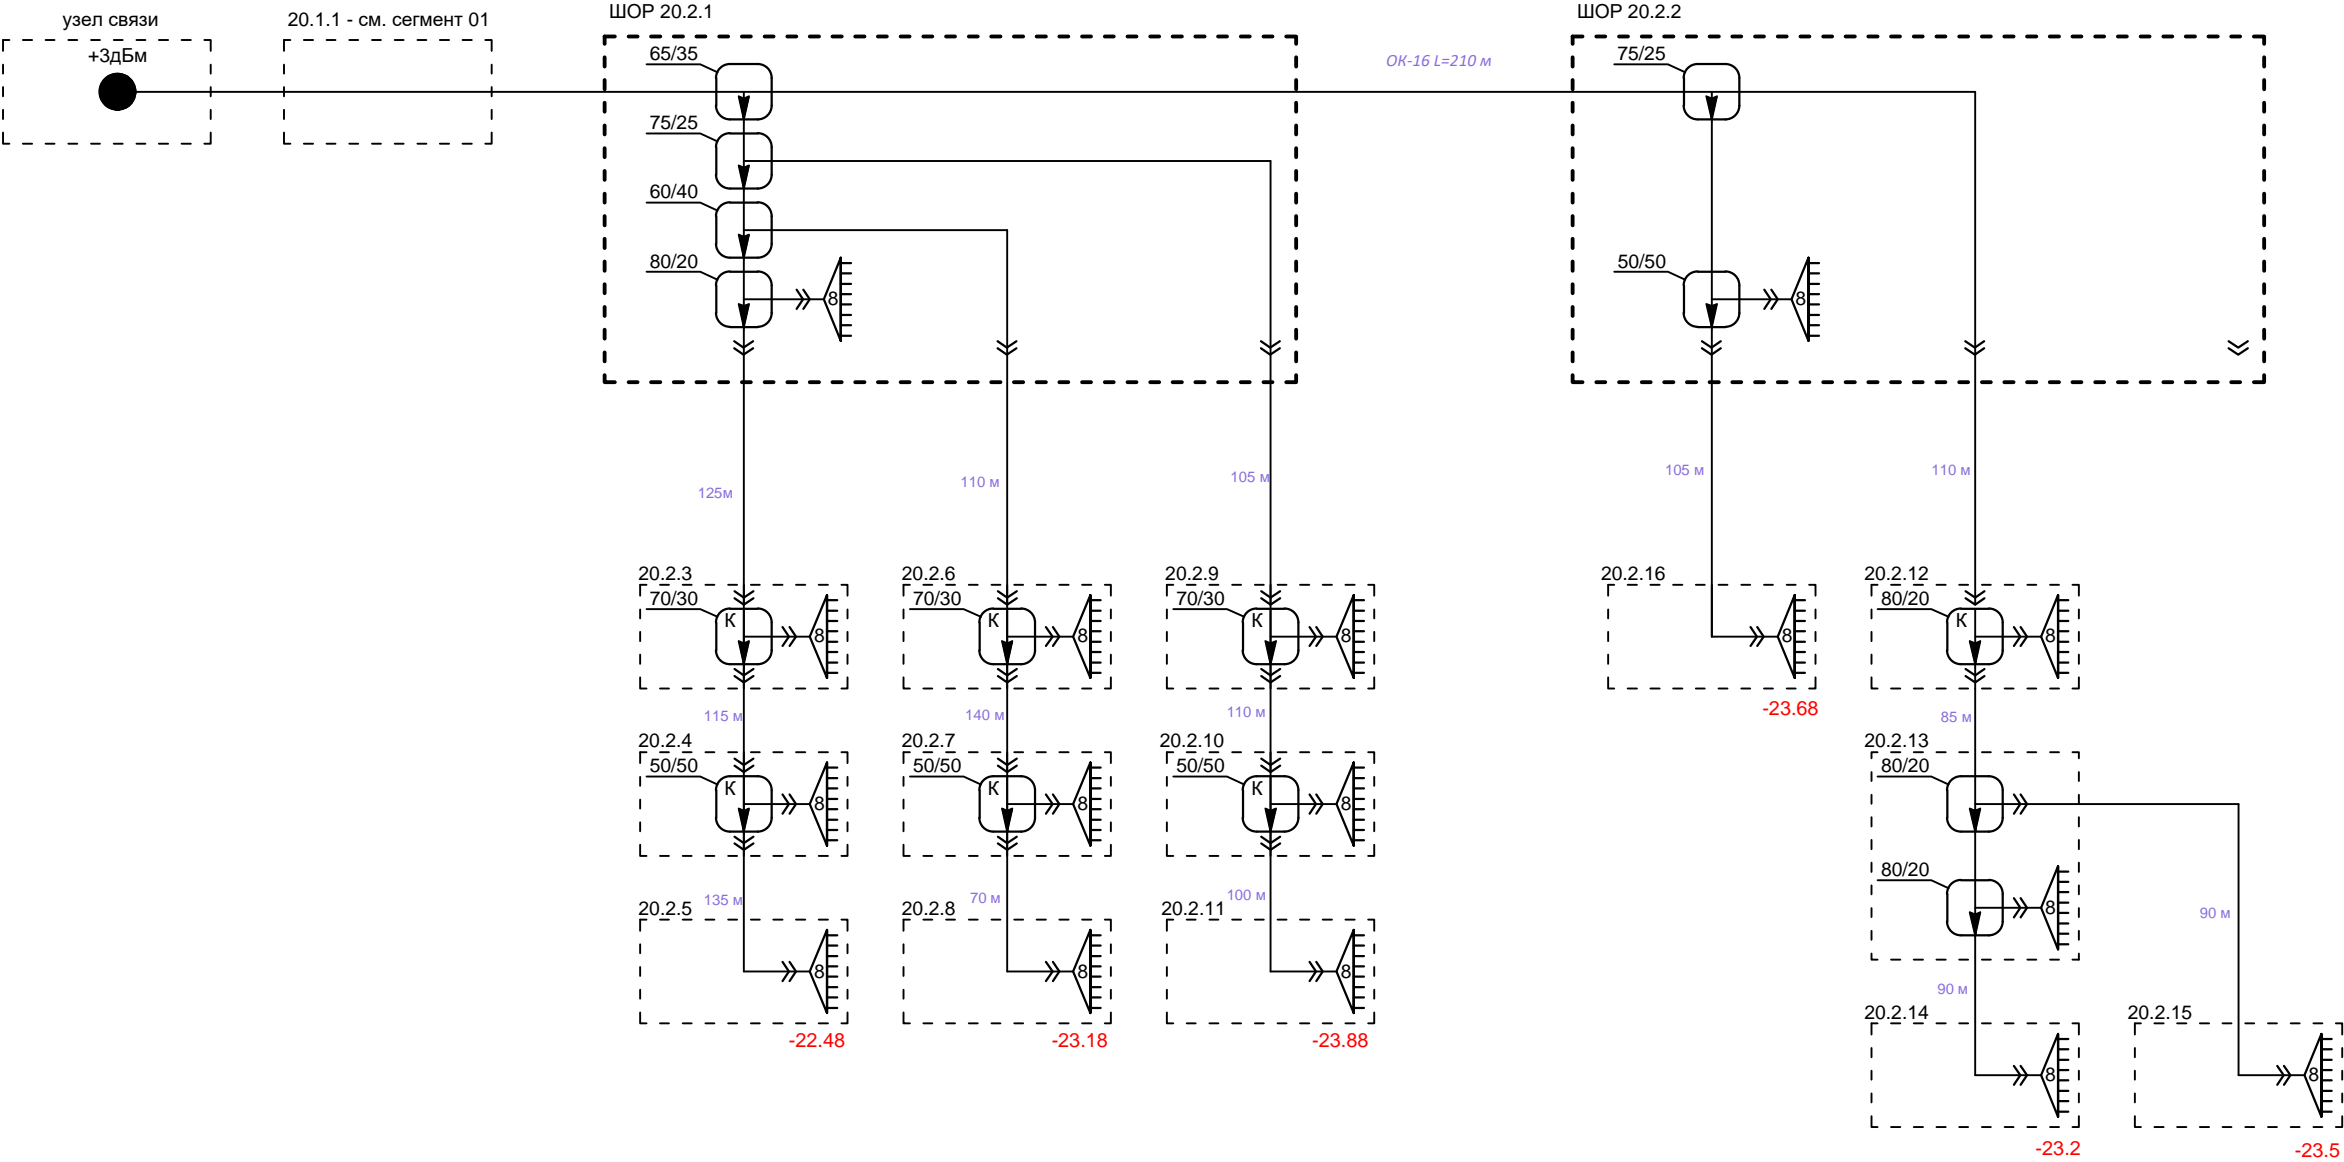 узел связи
+3дБм
20.1.1 - см. сегмент 01
ШОР 20.2.1
65/35
75/25
60/40
80/20
8
ОК-16 L=210 м
ШОР 20.2.2
75/25
50/50
8
125м
110 м
105 м
105 м
110 м
20.2.3
70/30
К
8
20.2.6
70/30
К
8
20.2.9
70/30
К
8
20.2.16
8
-23.68
20.2.12
80/20
К
8
115 м
140 м
110 м
85 м
20.2.4
50/50
К
8
20.2.7
50/50
К
8
20.2.10
50/50
К
8
20.2.13
80/20
80/20
8
135 м
70 м
100 м
90 м
90 м
20.2.5
8
-22.48
20.2.8
8
-23.18
20.2.11
8
-23.88
20.2.14
8
-23.2
20.2.15
8
-23.5